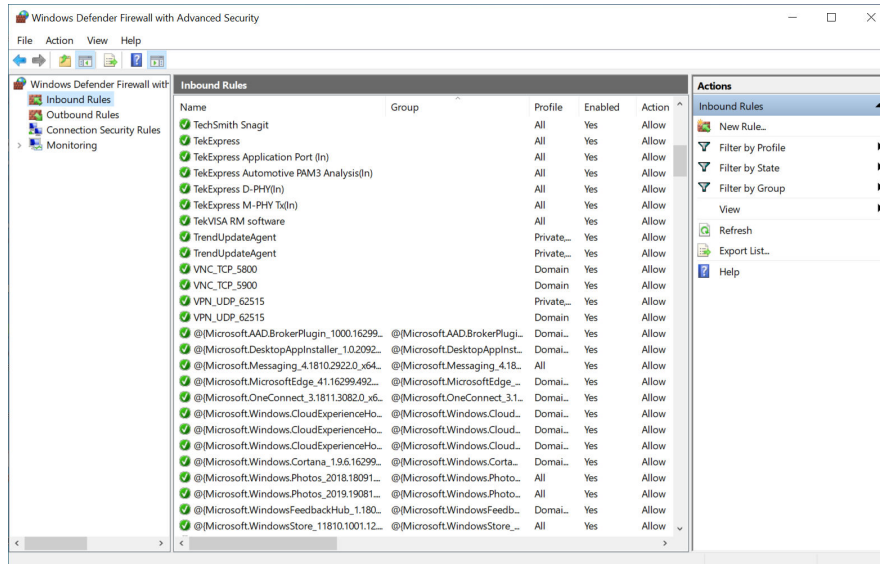 Windows Defender Firewall with Advanced Security
File Action View Help
Windows Defender Firewall with
Inbound Rules
Outbound Rules
Connection Security Rules
Monitoring
Inbound Rules
Name Group Profile Enabled Action
TechSmith Snagit All Yes Allow
TekExpress All Yes Allow
TekExpress Application Port (In) All Yes Allow
TekExpress Automotive PAM3 Analysis(In) All Yes Allow
TekExpress D-PHY(In) All Yes Allow
TekExpress M-PHY Tx(In) All Yes Allow
TekVISA RM software All Yes Allow
TrendUpdateAgent Private,... Yes Allow
TrendUpdateAgent Private,... Yes Allow
VNC_TCP_5800 Domain Yes Allow
VNC_TCP_5900 Domain Yes Allow
VPN_UDP_62515 Private,... Yes Allow
VPN_UDP_62515 Domain Yes Allow
@{Microsoft.AAD.BrokerPlugin_1000.16299... @{Microsoft.AAD.BrokerPlugi... Domai... Yes Allow
@{Microsoft.DesktopAppInstaller_1.0.2092... @{Microsoft.DesktopAppInst... Domai... Yes Allow
@{Microsoft.Messaging_4.1810.2922.0_x64... @{Microsoft.Messaging_4.18... All Yes Allow
@{Microsoft.MicrosoftEdge_41.16299.492.... @{Microsoft.MicrosoftEdge_... Domai... Yes Allow
@{Microsoft.OneConnect_3.1811.3082.0_x6... @{Microsoft.OneConnect_3.1... Domai... Yes Allow
@{Microsoft.Windows.CloudExperienceHo... @{Microsoft.Windows.Cloud... Domai... Yes Allow
@{Microsoft.Windows.CloudExperienceHo... @{Microsoft.Windows.Cloud... Domai... Yes Allow
@{Microsoft.Windows.CloudExperienceHo... @{Microsoft.Windows.Cloud... Domai... Yes Allow
@{Microsoft.Windows.Cortana_1.9.6.16299... @{Microsoft.Windows.Corta... Domai... Yes Allow
@{Microsoft.Windows.Photos_2018.18091.... @{Microsoft.Windows.Photo... All Yes Allow
@{Microsoft.Windows.Photos_2019.19081.... @{Microsoft.Windows.Photo... All Yes Allow
@{Microsoft.WindowsFeedbackHub_1.180... @{Microsoft.WindowsFeedb... Domai... Yes Allow
@{Microsoft.WindowsStore_11810.1001.12... @{Microsoft.WindowsStore_... All Yes Allow
Actions
Inbound Rules
New Rule...
Filter by Profile
Filter by State
Filter by Group
View
Refresh
Export List...
Help